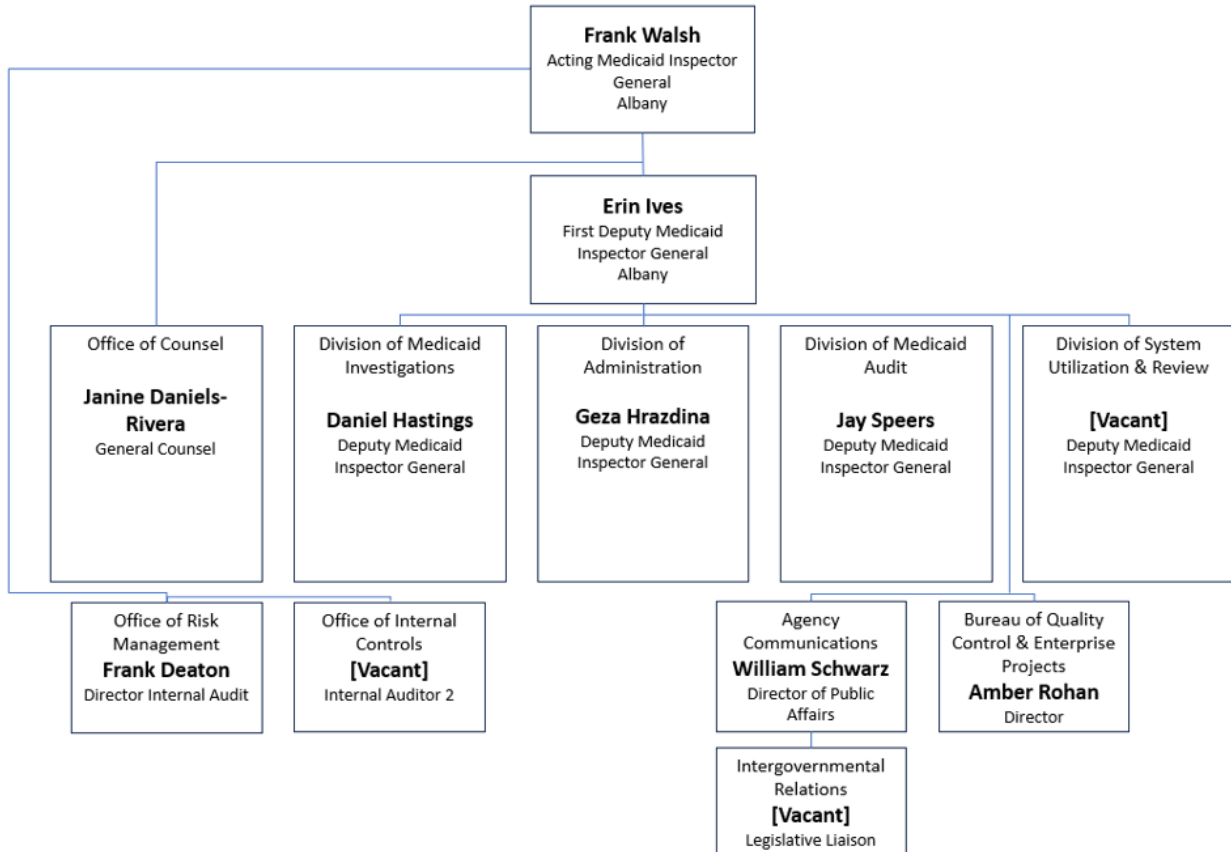 Frank Walsh
Acting Medicaid Inspector
General
Albany
Erin Ives
First Deputy Medicaid
Inspector General
Albany
Office of Counsel
Janine Daniels-
Rivera
General Counsel
Division of Medicaid
Investigations
Daniel Hastings
Deputy Medicaid
Inspector General
Division of
Administration
Geza Hrazdina
Deputy Medicaid
Inspector General
Division of Medicaid
Audit
Jay Speers
Deputy Medicaid
Inspector General
Division of System
Utilization & Review
[Vacant]
Deputy Medicaid
Inspector General
Office of Risk
Management
Frank Deaton
Director Internal Audit
Office of Internal
Controls
[Vacant]
Internal Auditor 2
Agency
Communications
William Schwarz
Director of Public
Affairs
Bureau of Quality
Control & Enterprise
Projects
Amber Rohan
Director
Intergovernmental
Relations
[Vacant]
Legislative Liaison